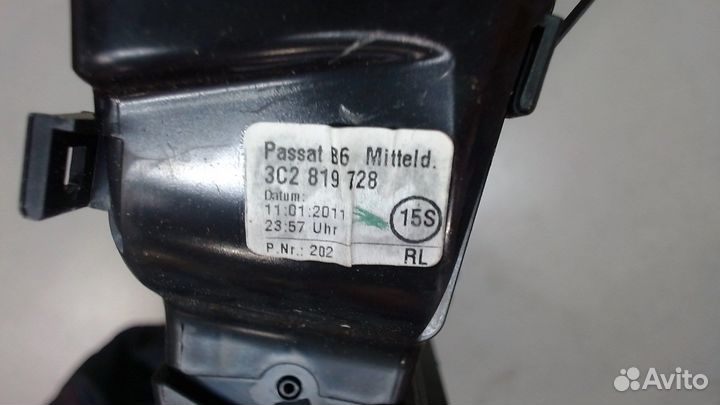 Passat B6 Mitteld.
3C2 819 728
Datum:
11:01:2011
23:57 Uhr
15S
P.Nr.: 202
RL
Avito